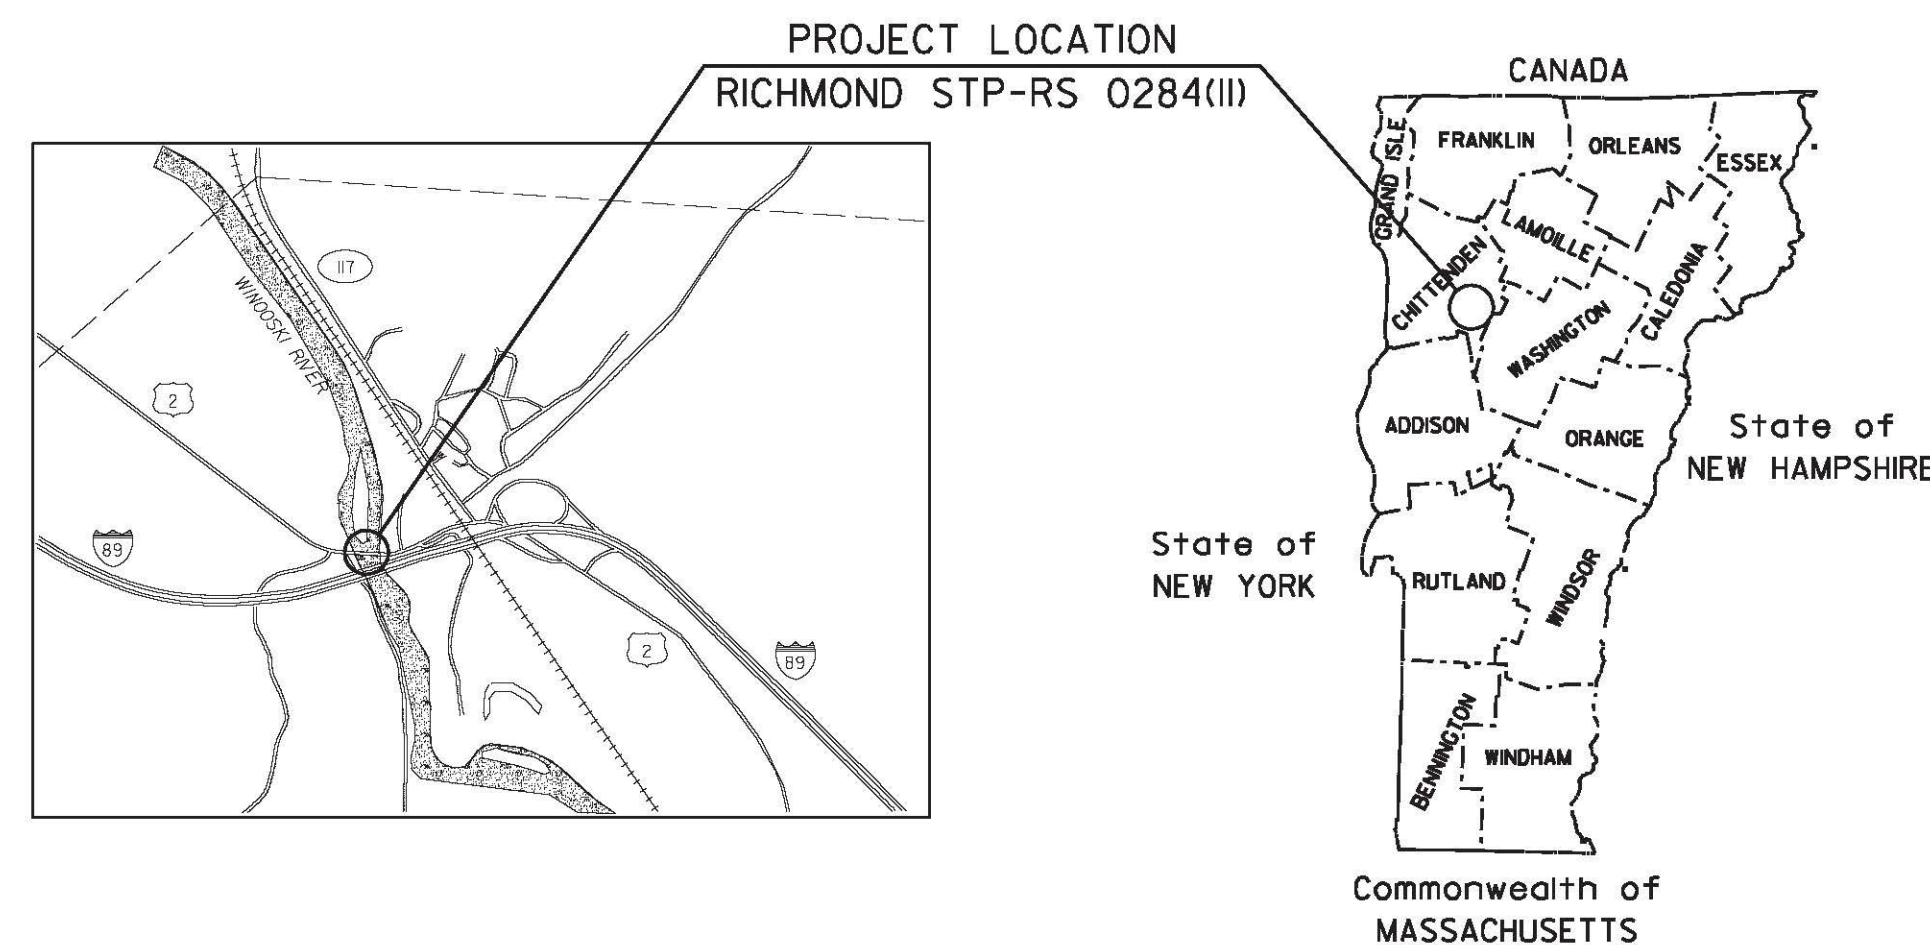 PROJECT LOCATION
RICHMOND STP-RS 0284(11)
117
WINOOSKI RIVER
2
89
2
89
CANADA
GRAND ISLE
FRANKLIN
ORLEANS
ESSEX
LAMOILLE
CHITTENDEN
CALEDONIA
WASHINGTON
ADDISON
ORANGE
State of
NEW HAMPSHIRE
State of
NEW YORK
RUTLAND
WINDSOR
BENNINGTON
WINDHAM
Commonwealth of
MASSACHUSETTS